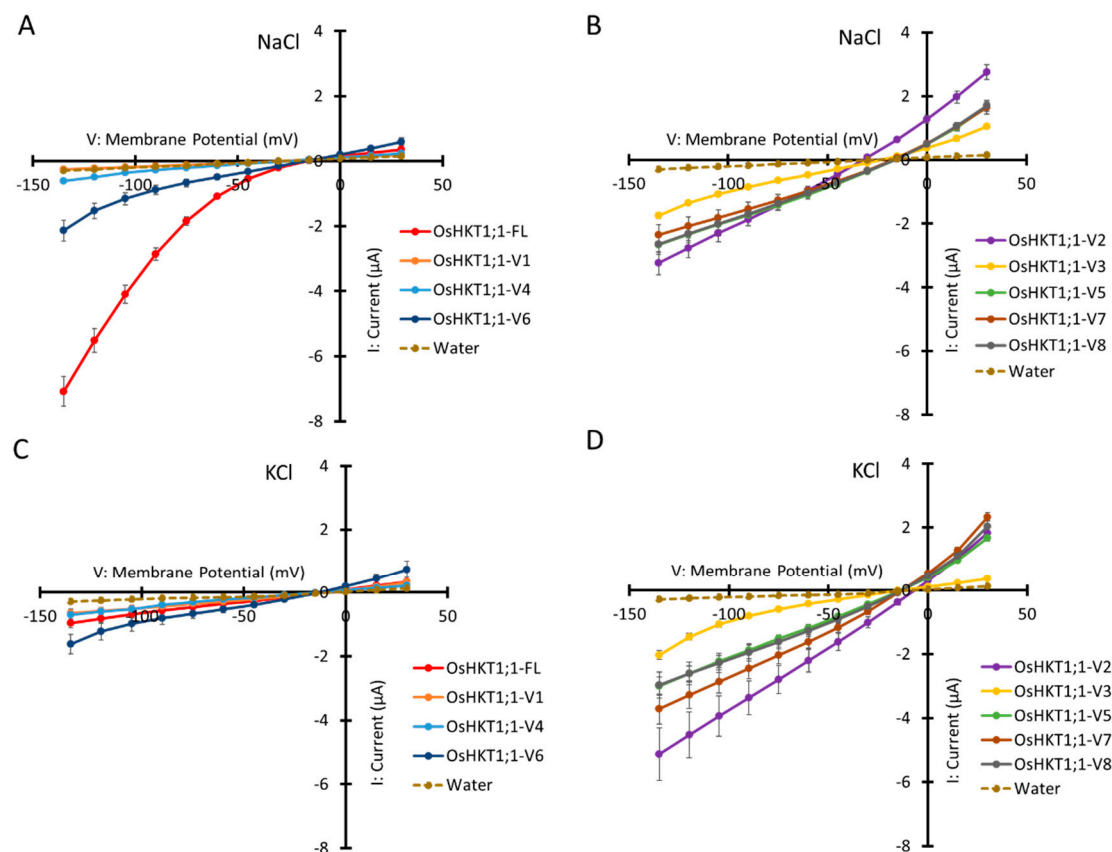 A
NaCl
4
2
0
-2
-4
-6
-8
V: Membrane Potential (mV)
-150
-100
-50
0
50
I: Current (µA)
OsHKT1;1-FL
OsHKT1;1-V1
OsHKT1;1-V4
OsHKT1;1-V6
Water
B
NaCl
4
2
0
-2
-4
-6
-8
V: Membrane Potential (mV)
-150
-100
-50
0
50
I: Current (µA)
OsHKT1;1-V2
OsHKT1;1-V3
OsHKT1;1-V5
OsHKT1;1-V7
OsHKT1;1-V8
Water
C
KCl
4
2
0
-2
-4
-6
-8
V: Membrane Potential (mV)
-150
-100
-50
0
50
I: Current (µA)
OsHKT1;1-FL
OsHKT1;1-V1
OsHKT1;1-V4
OsHKT1;1-V6
Water
D
KCl
4
2
0
-2
-4
-6
-8
V: Membrane Potential (mV)
-150
-100
-50
0
50
I: Current (µA)
OsHKT1;1-V2
OsHKT1;1-V3
OsHKT1;1-V5
OsHKT1;1-V7
OsHKT1;1-V8
Water